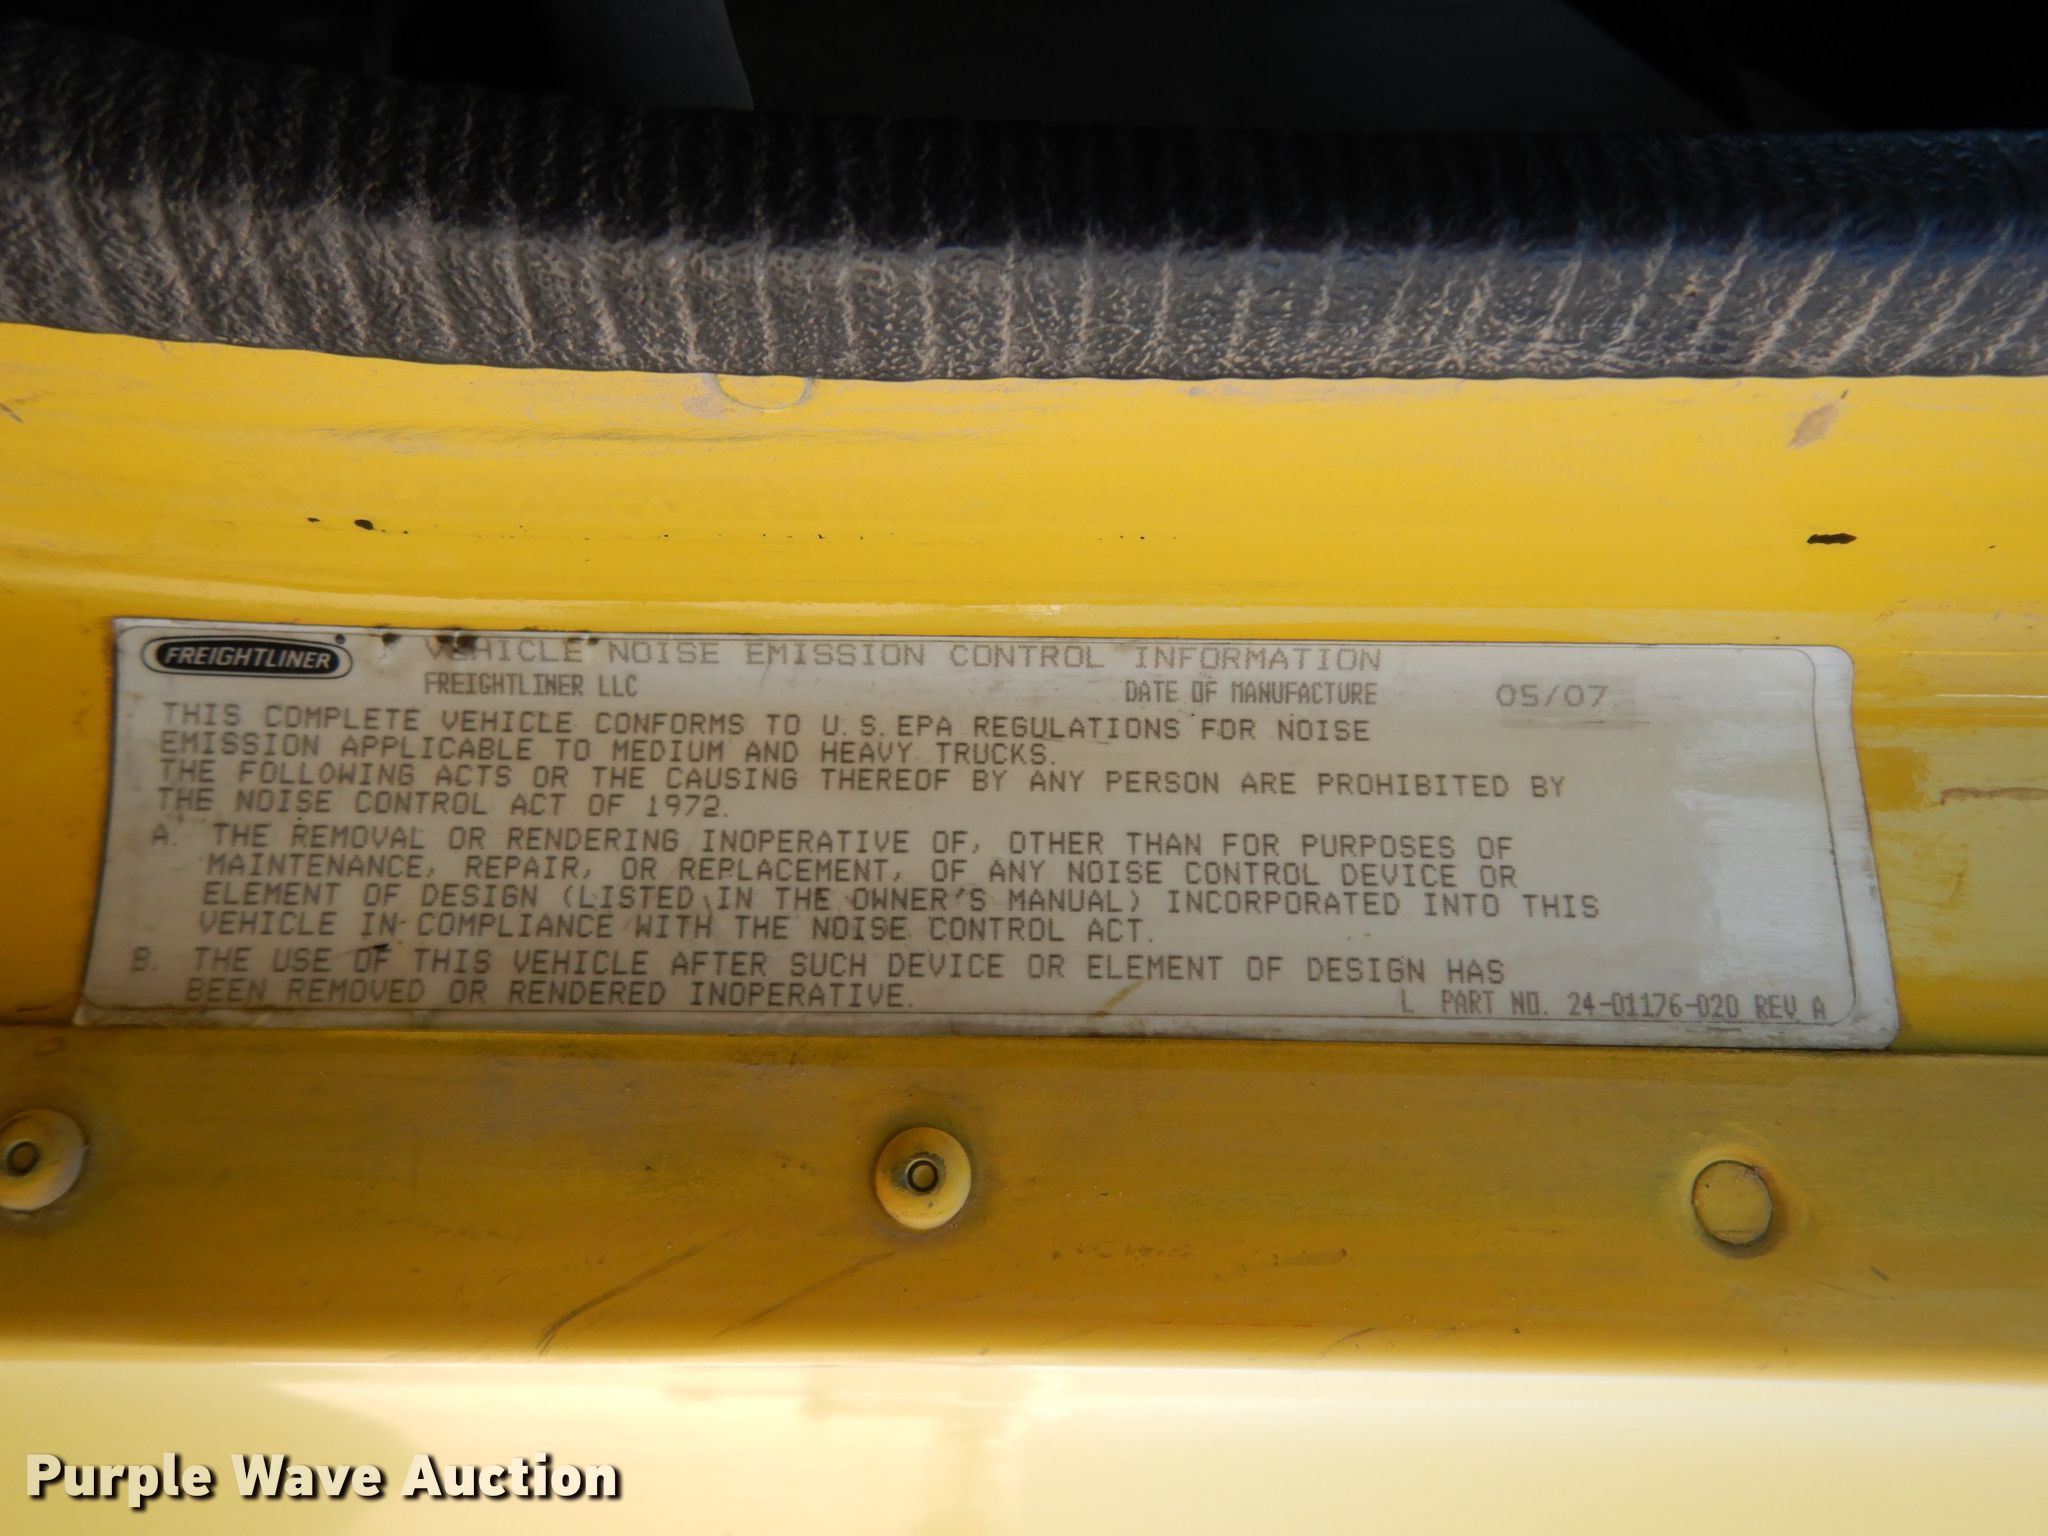 FREIGHTLINER VEHICLE NOISE EMISSION CONTROL INFORMATION
FREIGHTLINER LLC DATE OF MANUFACTURE 05/07
THIS COMPLETE VEHICLE CONFORMS TO U.S. EPA REGULATIONS FOR NOISE
EMISSION APPLICABLE TO MEDIUM AND HEAVY TRUCKS.
THE FOLLOWING ACTS OR THE CAUSING THEREOF BY ANY PERSON ARE PROHIBITED BY
THE NOISE CONTROL ACT OF 1972.
A. THE REMOVAL OR RENDERING INOPERATIVE OF, OTHER THAN FOR PURPOSES OF
MAINTENANCE, REPAIR, OR REPLACEMENT, OF ANY NOISE CONTROL DEVICE OR
ELEMENT OF DESIGN (LISTED IN THE OWNER'S MANUAL) INCORPORATED INTO THIS
VEHICLE IN COMPLIANCE WITH THE NOISE CONTROL ACT.
B. THE USE OF THIS VEHICLE AFTER SUCH DEVICE OR ELEMENT OF DESIGN HAS
BEEN REMOVED OR RENDERED INOPERATIVE.
L PART NO. 24-01176-020 REV A
Purple Wave Auction